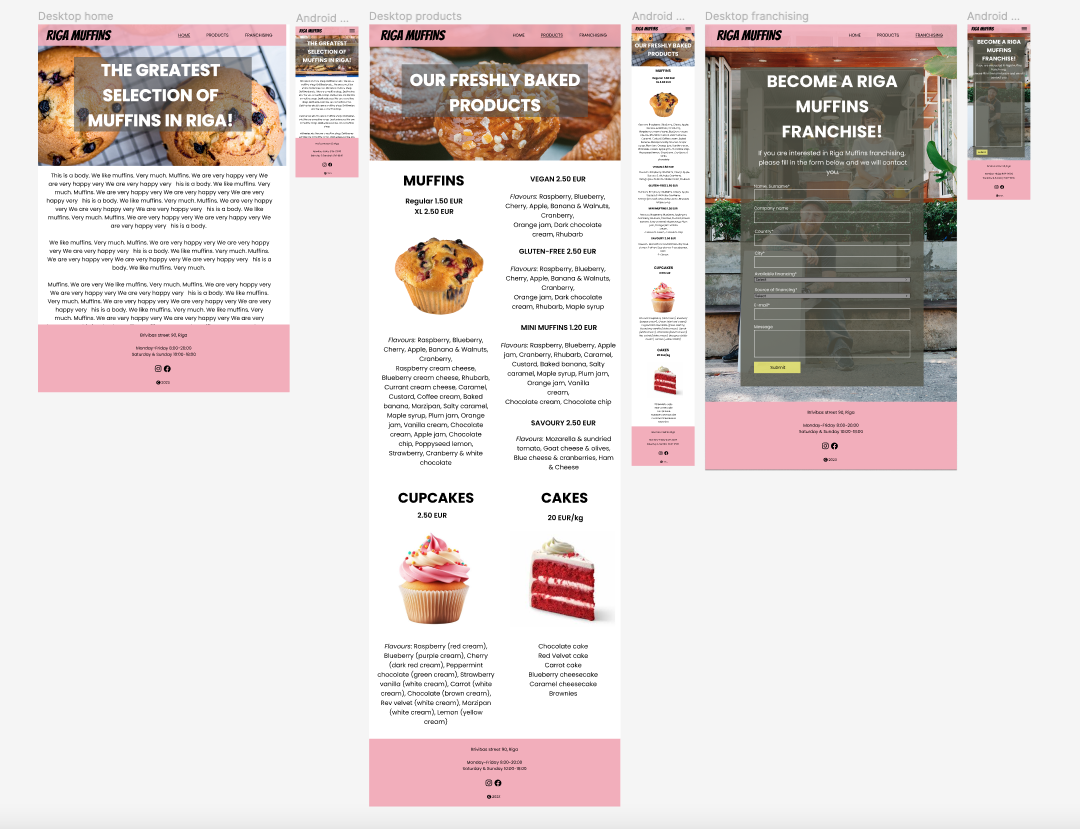 Desktop home
RIGA MUFFINS
HOME
PRODUCTS
FRANCHISING
THE GREATEST
SELECTION OF
MUFFINS IN RIGA!
This is a body. We like muffins. Very much. Muffins. We are very happy very We
are very happy very We are very happy very his is a body. We like muffins. Very
much. Muffins. We are very happy very We are very happy very We are very
happy very his is a body. We like muffins. Very much. Muffins. We are very happy
very We are very happy very We are very happy very his is a body. We like
muffins. Very much. Muffins. We are very happy very We are very happy very We
are very happy very his is a body.
We like muffins. Very much. Muffins. We are very happy very We are very happy
very We are very happy very his is a body. We like muffins. Very much. Muffins.
We are very happy very We are very happy very We are very happy very his is a
body. We like muffins. Very much.
Muffins. We are very We like muffins. Very much. Muffins. We are very happy
very We are very happy very We are very happy very his is a body. We like muffins.
Very much. Muffins. We are very happy very We are very happy very We are very
happy very his is a body. We like muffins. Very
much. Muffins. We are very happy very We are very happy very We are very
Brivibas street 90, Riga
Monday-Friday 8:00-20:00
Saturday & Sunday 10:00-18:00
© 2023
Android ...
RIGA MUFFINS
THE GREATEST
SELECTION OF
MUFFINS IN RIGA!
Desktop products
RIGA MUFFINS
HOME
PRODUCTS
FRANCHISING
OUR FRESHLY BAKED
PRODUCTS
MUFFINS
Regular 1.50 EUR
XL 2.50 EUR
Flavours: Raspberry, Blueberry,
Cherry, Apple, Banana & Walnuts,
Cranberry,
Raspberry cream cheese,
Blueberry cream cheese, Rhubarb,
Currant cream cheese, Caramel,
Custard, Coffee cream, Baked
banana, Marzipan, Salty caramel,
Maple syrup, Plum jam, Orange
jam, Vanilla cream, Chocolate
cream, Apple jam, Chocolate
chip, Poppyseed lemon,
Strawberry, Cranberry & white
chocolate
VEGAN 2.50 EUR
Flavours: Raspberry, Blueberry,
Cherry, Apple, Banana & Walnuts,
Cranberry,
Orange jam, Dark chocolate
cream, Rhubarb
GLUTEN-FREE 2.50 EUR
Flavours: Raspberry, Blueberry,
Cherry, Apple, Banana & Walnuts,
Cranberry,
Orange jam, Dark chocolate
cream, Rhubarb, Maple syrup
MINI MUFFINS 1.20 EUR
Flavours: Raspberry, Blueberry, Apple
jam, Cranberry, Rhubarb, Caramel,
Custard, Baked banana, Salty
caramel, Maple syrup, Plum jam,
Orange jam, Vanilla
cream,
Chocolate cream, Chocolate chip
SAVOURY 2.50 EUR
Flavours: Mozarella & sundried
tomato, Goat cheese & olives,
Blue cheese & cranberries, Ham
& Cheese
CUPCAKES
2.50 EUR
Flavours: Raspberry (red cream),
Blueberry (purple cream), Cherry
(dark red cream), Peppermint
chocolate (green cream), Strawberry
vanilla (white cream), Carrot (white
cream), Chocolate (brown cream),
Rev velvet (white cream), Marzipan
(white cream), Lemon (yellow
cream)
CAKES
20 EUR/kg
Chocolate cake
Red Velvet cake
Carrot cake
Blueberry cheesecake
Caramel cheesecake
Brownies
Brivibas street 90, Riga
Monday-Friday 8:00-20:00
Saturday & Sunday 10:00-18:00
© 2023
Android ...
RIGA MUFFINS
OUR FRESHLY BAKED
PRODUCTS
MUFFINS
CUPCAKES
CAKES
Desktop franchising
RIGA MUFFINS
HOME
PRODUCTS
FRANCHISING
BECOME A RIGA
MUFFINS
FRANCHISE!
If you are interested in Riga Muffins franchising,
please fill in the form below and we will contact
you.
Name, Surname*
Company name
Country*
City*
Available financing*
Source of financing*
E-mail*
Message
Submit
Brivibas street 90, Riga
Monday-Friday 8:00-20:00
Saturday & Sunday 10:00-18:00
© 2023
Android ...
RIGA MUFFINS
BECOME A RIGA
MUFFINS
FRANCHISE!